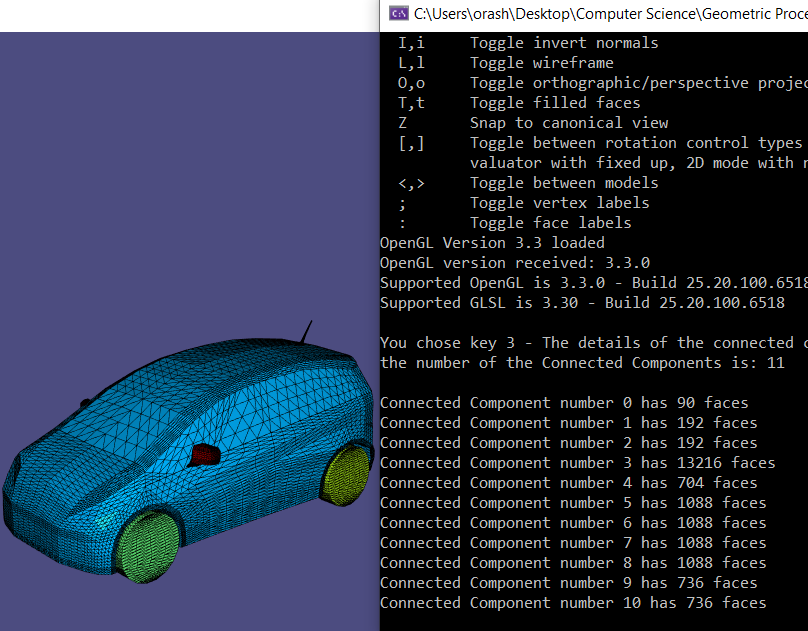 C:\Users\orash\Desktop\Computer Science\Geometric Proce
I,i Toggle invert normals
L,l Toggle wireframe
O,o Toggle orthographic/perspective projec
T,t Toggle filled faces
Z Snap to canonical view
[,] Toggle between rotation control types
valuator with fixed up, 2D mode with r
<,> Toggle between models
; Toggle vertex labels
: Toggle face labels
OpenGL Version 3.3 loaded
OpenGL version received: 3.3.0
Supported OpenGL is 3.3.0 - Build 25.20.100.6518
Supported GLSL is 3.30 - Build 25.20.100.6518
You chose key 3 - The details of the connected c
the number of the Connected Components is: 11
Connected Component number 0 has 90 faces
Connected Component number 1 has 192 faces
Connected Component number 2 has 192 faces
Connected Component number 3 has 13216 faces
Connected Component number 4 has 704 faces
Connected Component number 5 has 1088 faces
Connected Component number 6 has 1088 faces
Connected Component number 7 has 1088 faces
Connected Component number 8 has 1088 faces
Connected Component number 9 has 736 faces
Connected Component number 10 has 736 faces